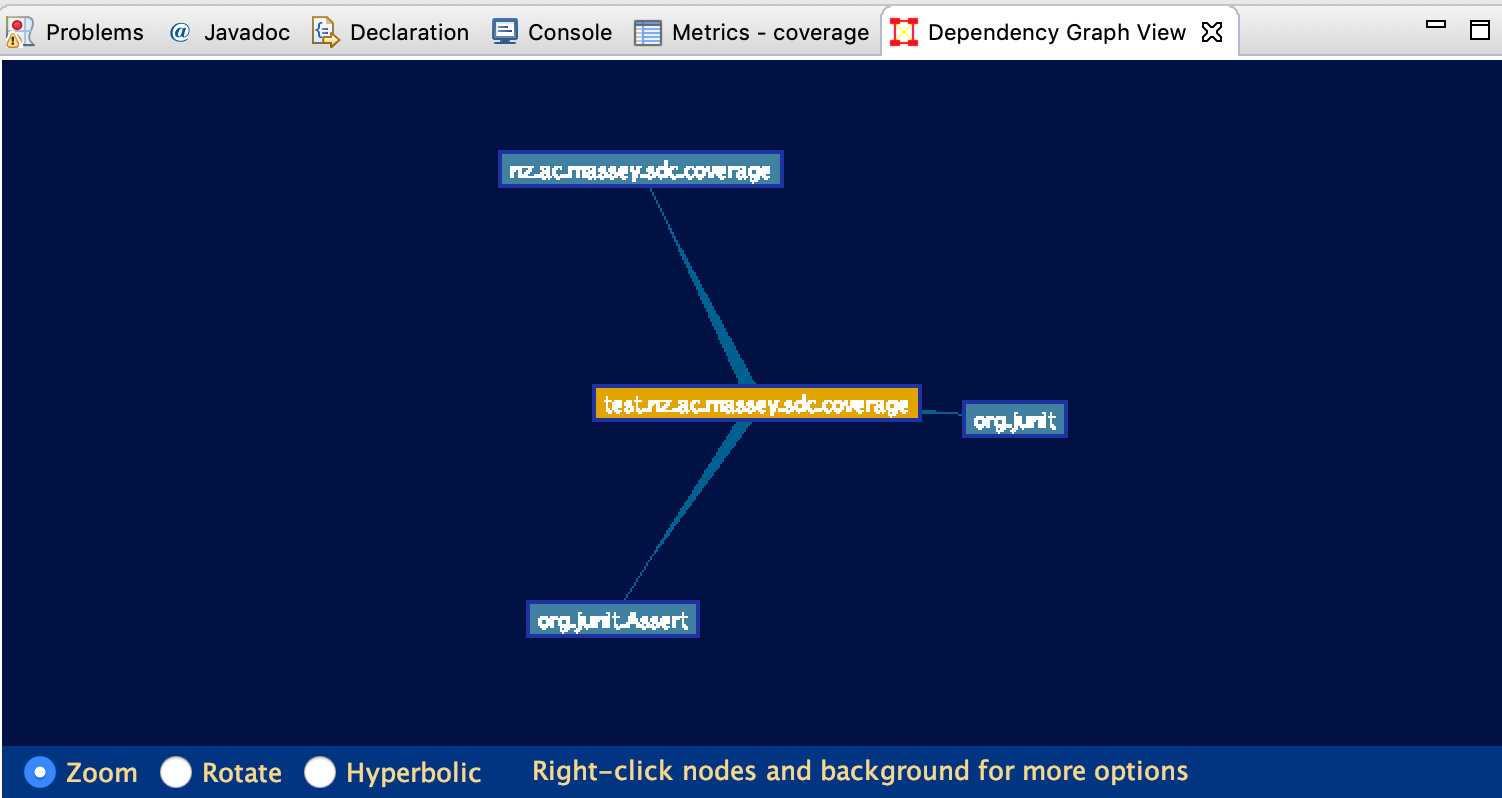 Problems @ Javadoc Declaration Console Metrics - coverage Dependency Graph View
nz.ac.massey.sdc.coverage
test.nz.ac.massey.sdc.coverage
org.junit
org.junit.Assert
Zoom Rotate Hyperbolic Right-click nodes and background for more options